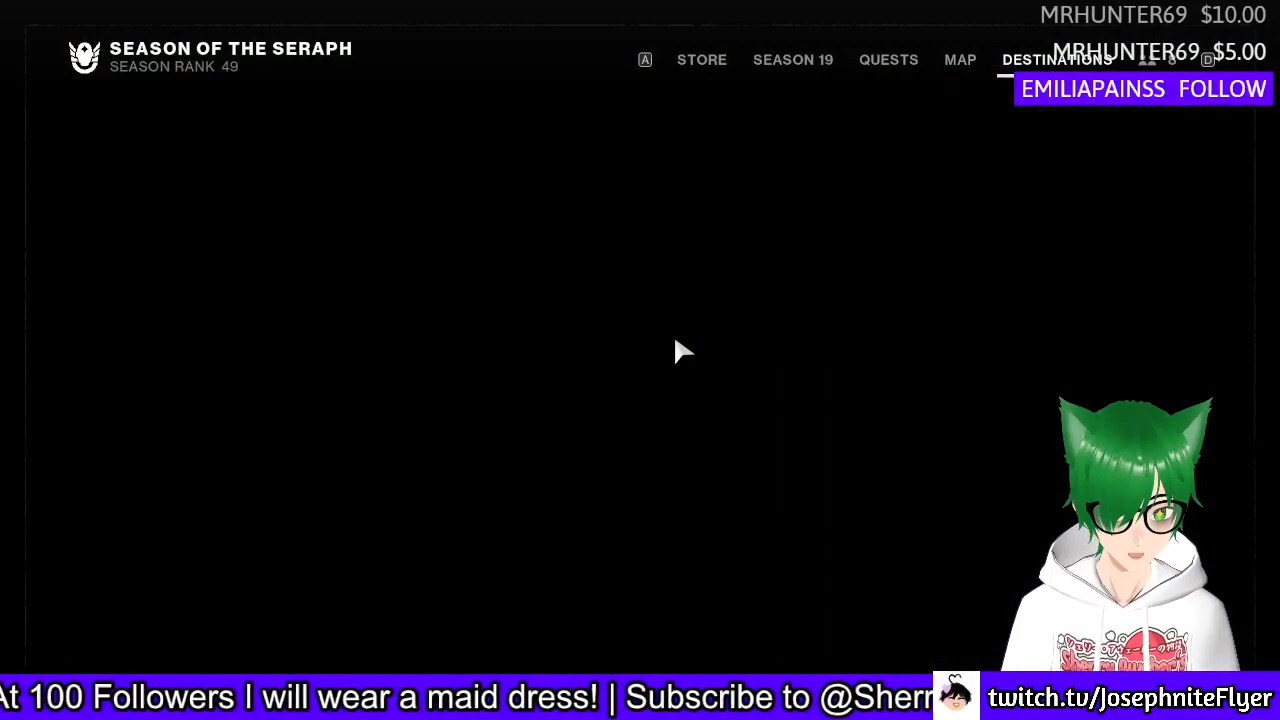 MRHUNTER69 $10.00
SEASON OF THE SERAPH
SEASON RANK 49
A STORE SEASON 19 QUESTS MAP DESTINATIONS D
MRHUNTER69 $5.00
EMILIAPAINSS FOLLOW
At 100 Followers I will wear a maid dress! | Subscribe to @Sherr
twitch.tv/JosephniteFlyer